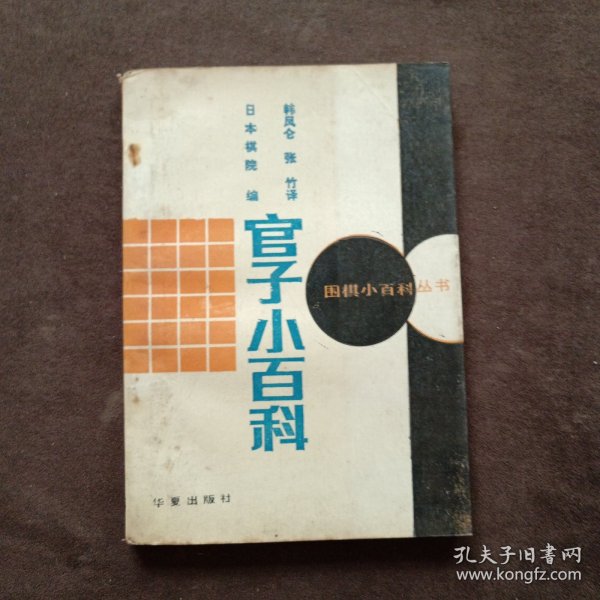 韩凤仑 张竹译
日本棋院 编
官子小百科
围棋小百科丛书
华夏出版社
孔夫子旧书网
www.kongfz.com